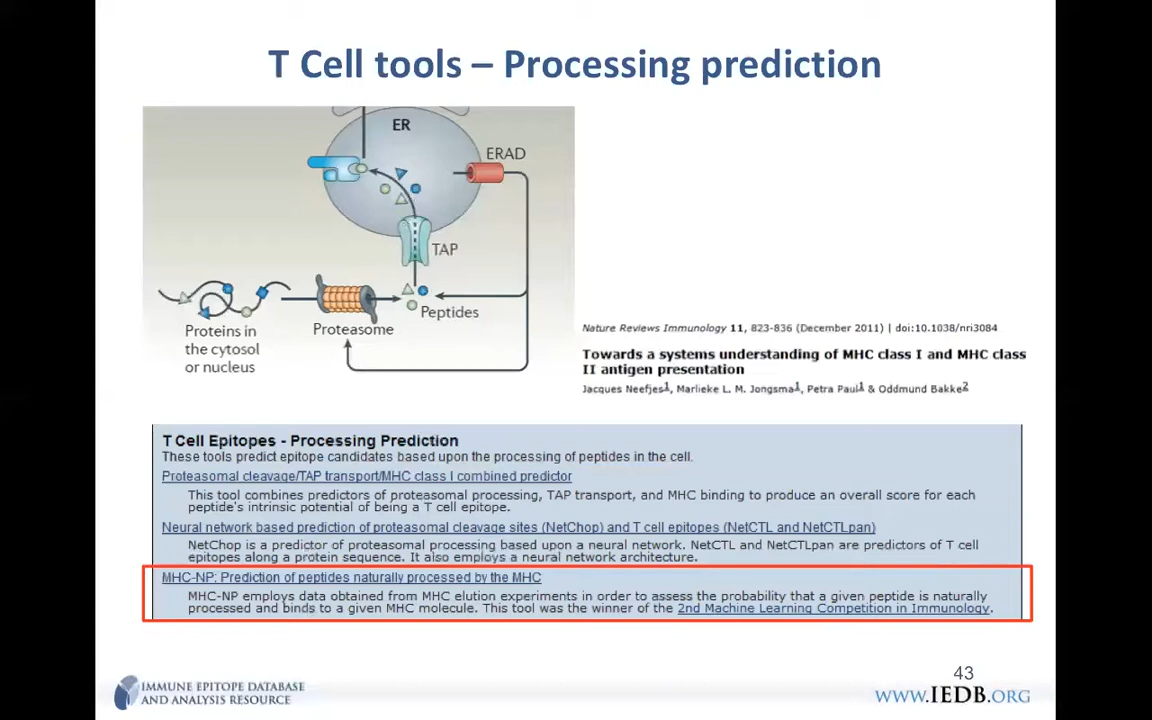 T Cell tools – Processing prediction
ER
ERAD
TAP
Peptides
Proteasome
Proteins in
the cytosol
or nucleus
Nature Reviews Immunology 11, 823-836 (December 2011) | doi:10.1038/nri3084
Towards a systems understanding of MHC class I and MHC class
II antigen presentation
Jacques Neefjes1, Marlieke L. M. Jongsma1, Petra Paul1 & Oddmund Bakke2
T Cell Epitopes - Processing Prediction
These tools predict epitope candidates based upon the processing of peptides in the cell.
Proteasomal cleavage/TAP transport/MHC class I combined predictor
This tool combines predictors of proteasomal processing, TAP transport, and MHC binding to produce an overall score for each
peptide's intrinsic potential of being a T cell epitope.
Neural network based prediction of proteasomal cleavage sites (NetChop) and T cell epitopes (NetCTL and NetCTLpan)
NetChop is a predictor of proteasomal processing based upon a neural network. NetCTL and NetCTLpan are predictors of T cell
epitopes along a protein sequence. It also employs a neural network architecture.
MHC-NP: Prediction of peptides naturally processed by the MHC
MHC-NP employs data obtained from MHC elution experiments in order to assess the probability that a given peptide is naturally
processed and binds to a given MHC molecule. This tool was the winner of the 2nd Machine Learning Competition in Immunology.
43
IMMUNE EPITOPE DATABASE
AND ANALYSIS RESOURCE
WWW.IEDB.ORG